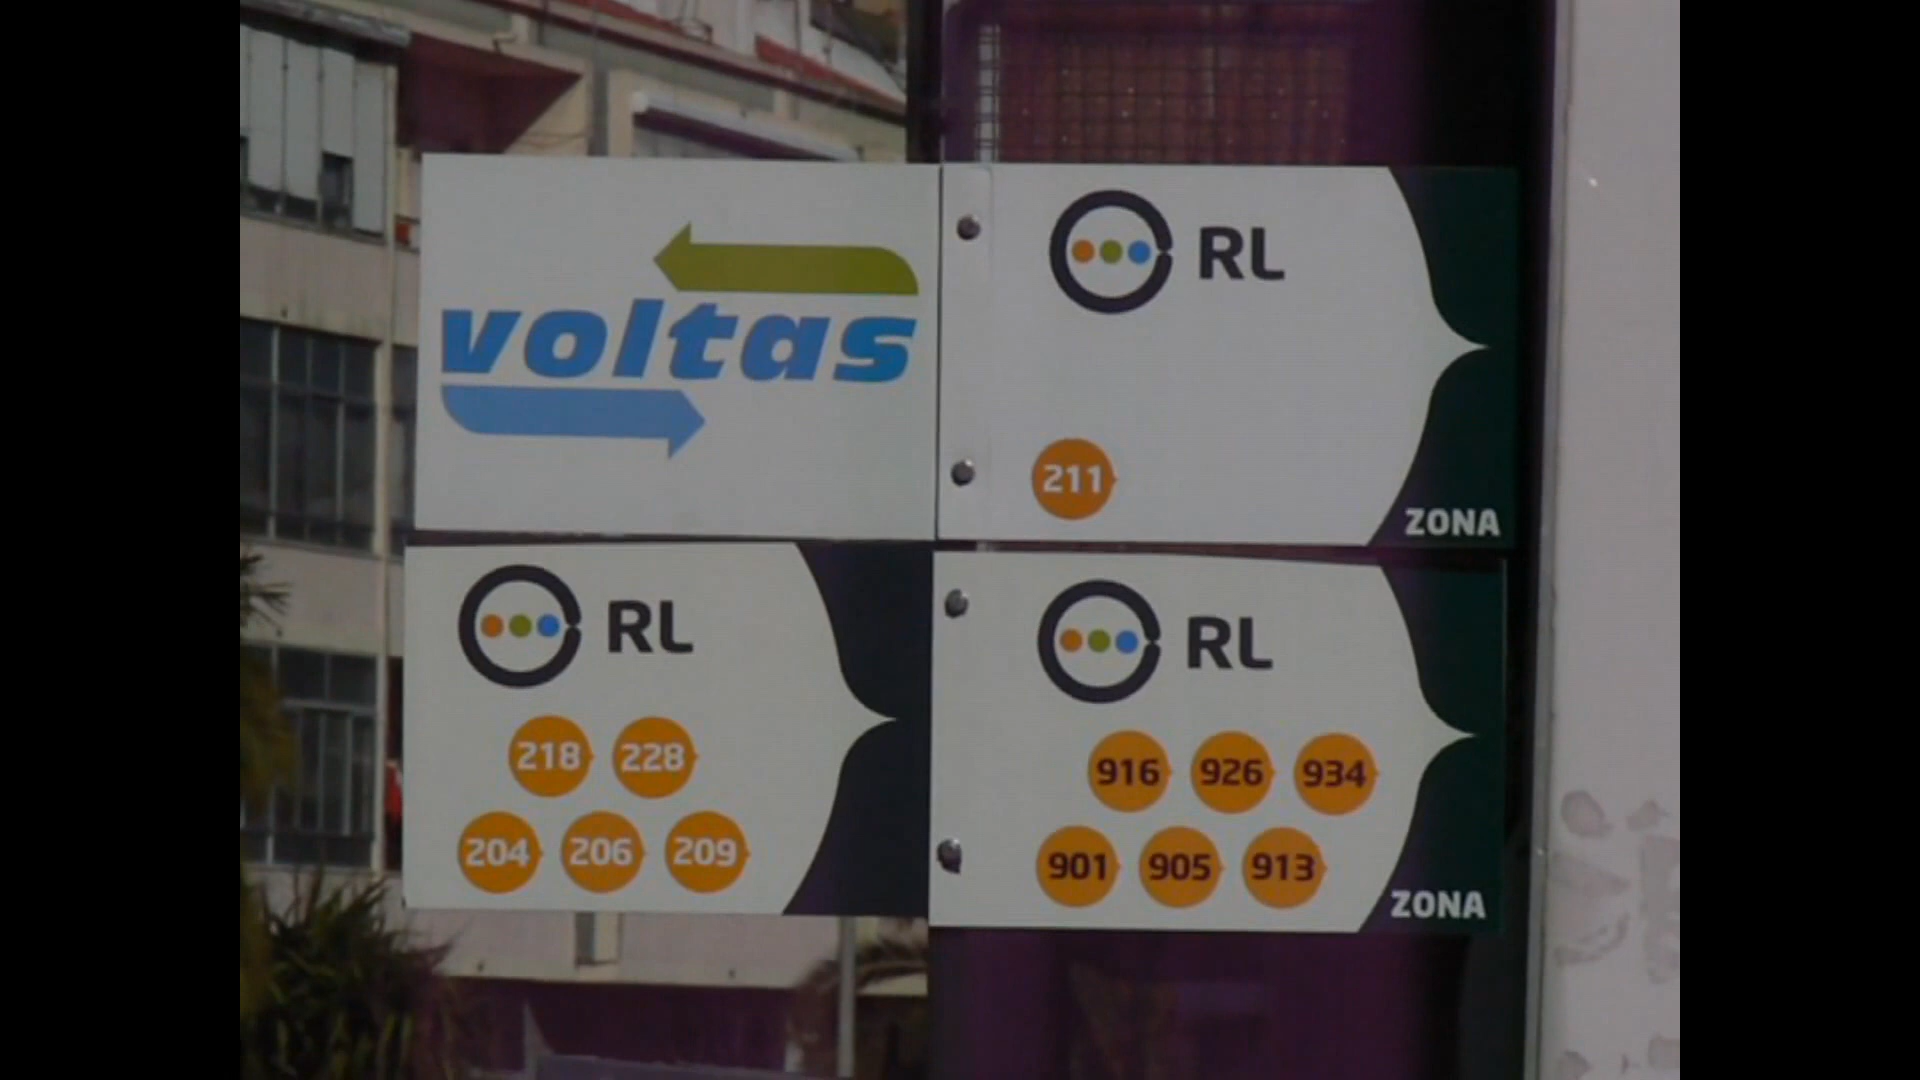 voltas
RL
211
ZONA
RL
218 228
204 206 209
RL
916 926 934
901 905 913
ZONA